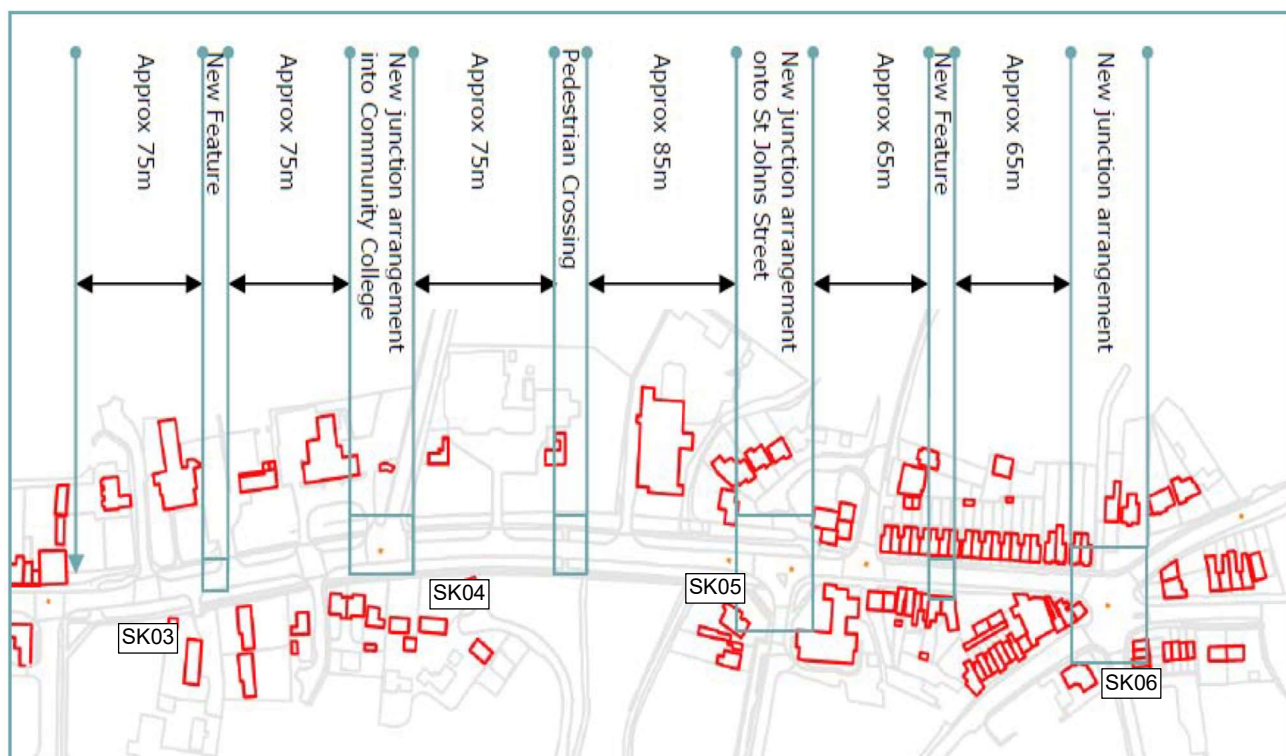 Approx 75m
New Feature
Approx 75m
New junction arrangement
into Community College
Approx 75m
Pedestrian Crossing
Approx 85m
New junction arrangement
onto St Johns Street
Approx 65m
New Feature
Approx 65m
New junction arrangement
SK03
SK04
SK05
SK06